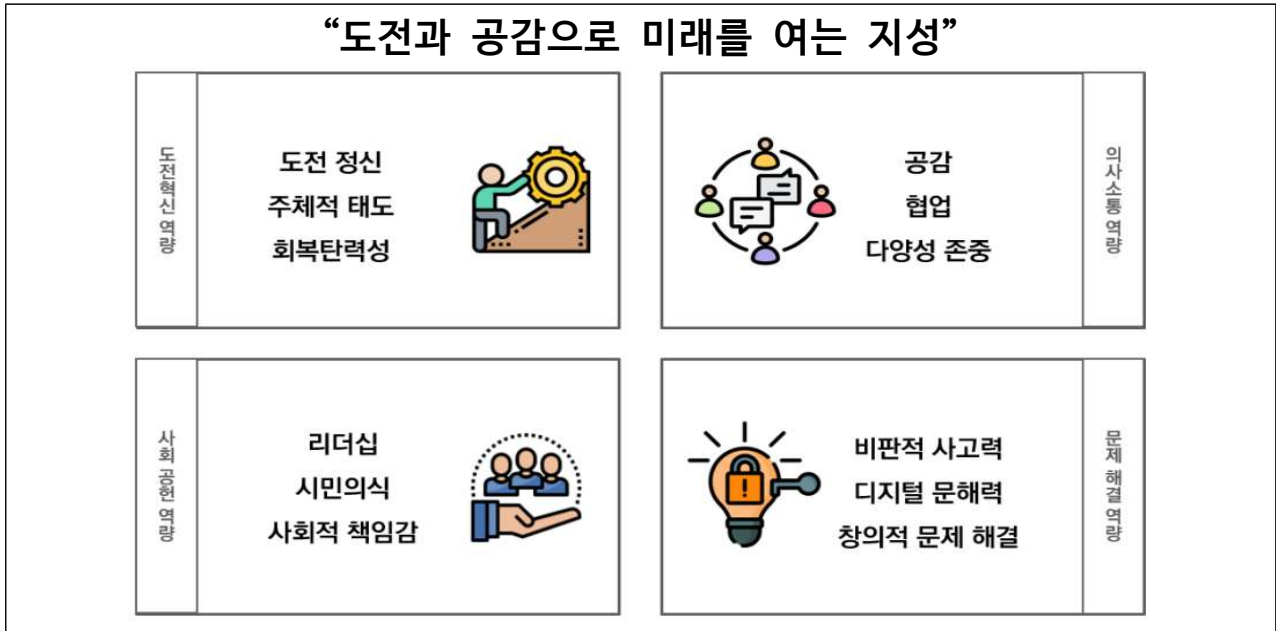 “도전과 공감으로 미래를 여는 지성”
도전혁신 역량
도전 정신
주체적 태도
회복탄력성
공감
협업
다양성 존중
의사소통 역량
사회 공헌 역량
리더십
시민의식
사회적 책임감
비판적 사고력
디지털 문해력
창의적 문제 해결
문제 해결 역량